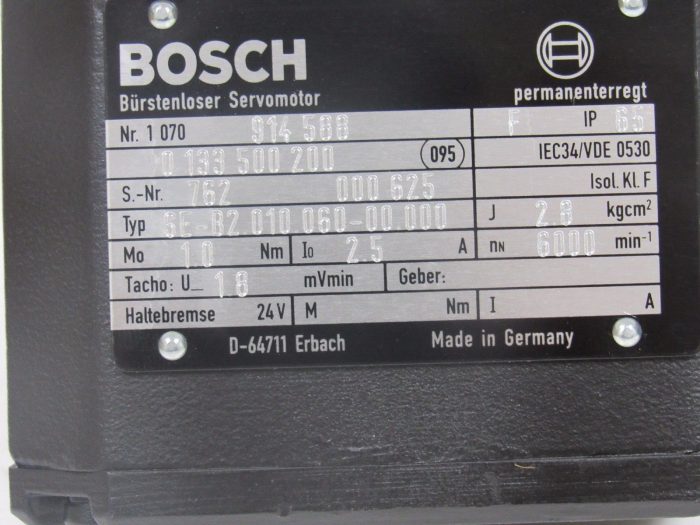 BOSCH
Bürstenloser Servomotor permanenterregt
Nr. 1 070 914 508 F IP 65
0 133 500 200 095 IEC34/VDE 0530
S.-Nr. 762 000 625 Isol. Kl. F
Typ SE-B2.010.060-00.000 J 2.8 kgcm²
Mo 1.0 Nm I₀ 2.5 A nN 6000 min-¹
Tacho: U_ 1.8 mVmin Geber:
Haltebremse 24V M Nm I A
D-64711 Erbach Made in Germany